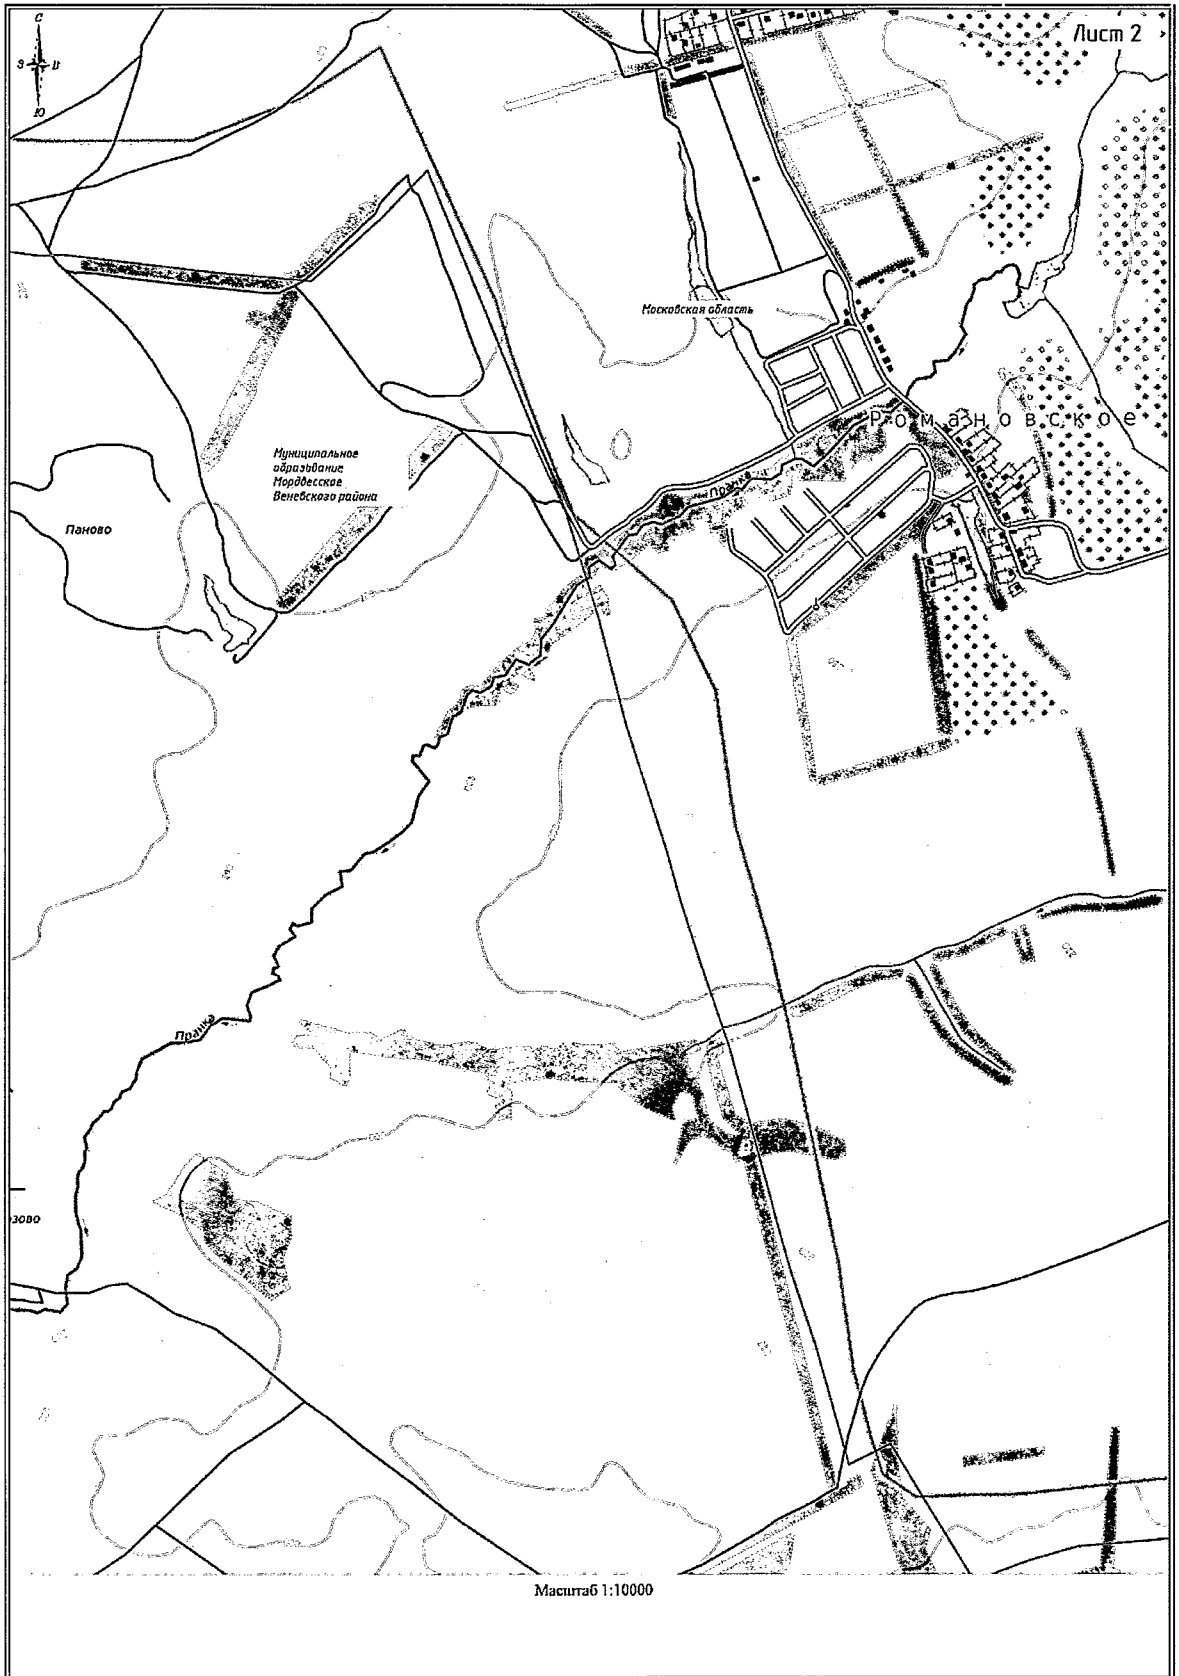 С
Лист 2
З
В
Ю
Московская область
Романовское
Муниципальное
образование
Мордвесское
Веневского района
Пранка
Паново
Пранка
зово
Масштаб 1:10000